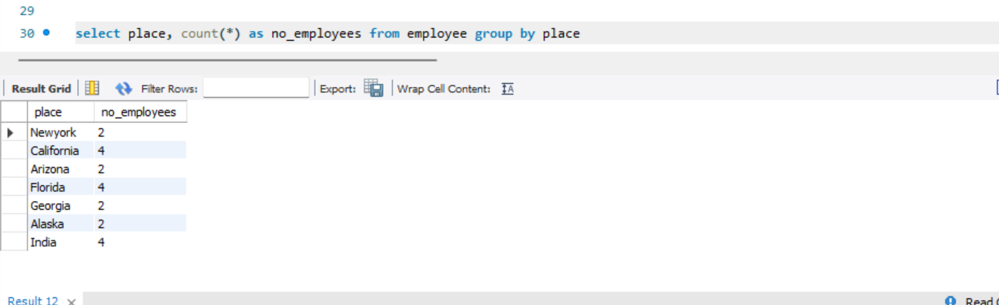 29
30 select place, count(*) as no_employees from employee group by place
Result Grid Filter Rows: Export: Wrap Cell Content: IA
place no_employees
Newyork 2
California 4
Arizona 2
Florida 4
Georgia 2
Alaska 2
India 4
Result 12 × Read